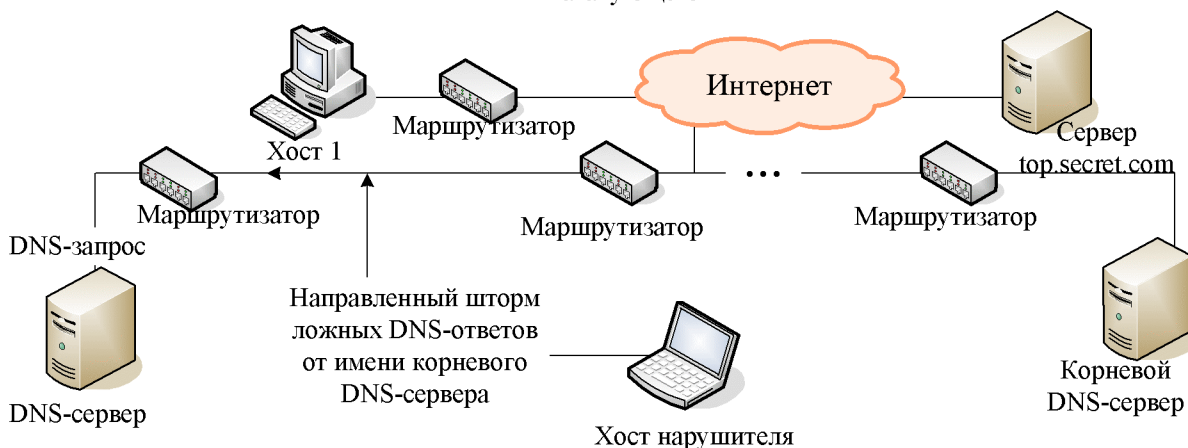 Интернет
Маршрутизатор
Хост 1
Сервер
top.secret.com
Маршрутизатор
Маршрутизатор
...
Маршрутизатор
DNS-запрос
DNS-сервер
Направленный шторм
ложных DNS-ответов
от имени корневого
DNS-сервера
Хост нарушителя
Корневой
DNS-сервер